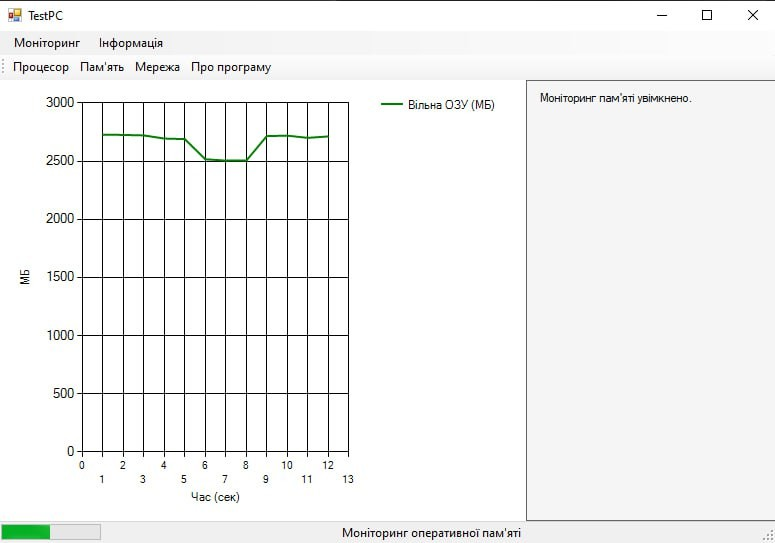 TestPC
Моніторинг Інформація
Процесор Пам'ять Мережа Про програму
3000
2500
2000
1500
1000
500
0
МБ
0 2 4 6 8 10 12
1 3 5 7 9 11 13
Час (сек)
Вільна ОЗУ (МБ)
Моніторинг пам'яті увімкнено.
Моніторинг оперативної пам'яті